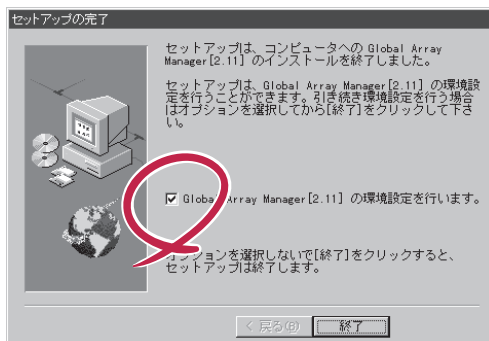 セットアップの完了
セットアップは、コンピュータへの Global Array
Manager[2.11] のインストールを終了しました。
セットアップは、Global Array Manager[2.11] の環境設
定を行うことができます。引き続き環境設定を行う場合
はオプションを選択してから[終了]をクリックして下さ
い。
Global Array Manager[2.11] の環境設定を行います。
オプションを選択しないで[終了]をクリックすると、
セットアップは終了します。
< 戻る(B)
終了